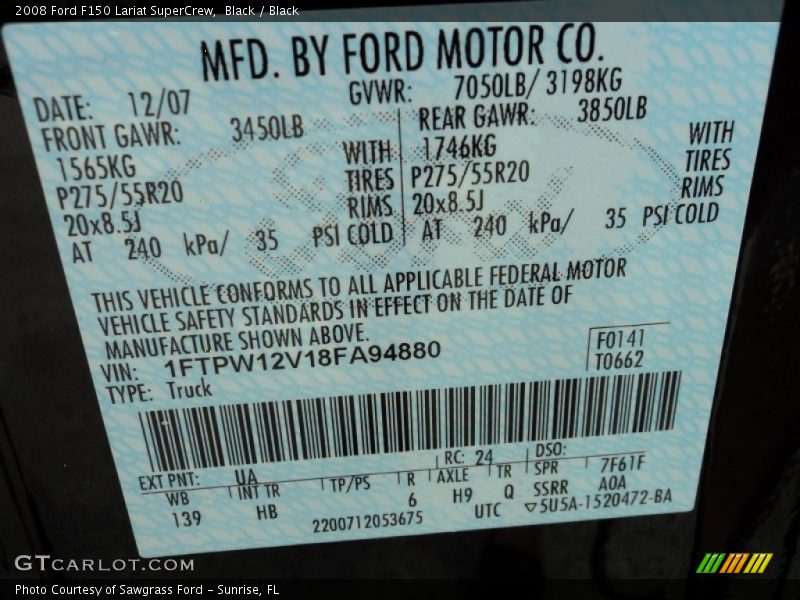 2008 Ford F150 Lariat SuperCrew, Black / Black
MFD. BY FORD MOTOR CO.
DATE: 12/07 GVWR: 7050LB/ 3198KG
FRONT GAWR: 3450LB REAR GAWR: 3850LB
1565KG WITH 1746KG WITH
P275/55R20 TIRES P275/55R20 TIRES
20x8.5J RIMS 20x8.5J RIMS
AT 240 kPa/ 35 PSI COLD AT 240 kPa/ 35 PSI COLD
THIS VEHICLE CONFORMS TO ALL APPLICABLE FEDERAL MOTOR
VEHICLE SAFETY STANDARDS IN EFFECT ON THE DATE OF
MANUFACTURE SHOWN ABOVE.
VIN: 1FTPW12V18FA94880 F0141
TYPE: Truck T0662
EXT PNT: UA RC: 24 DSO:
WB INT TR TP/PS R AXLE TR SPR 7F61F
139 HB 6 H9 Q SSRR A0A
2200712053675 UTC ▽5U5A-1520472-BA
GTCARLOT.COM
Photo Courtesy of Sawgrass Ford - Sunrise, FL